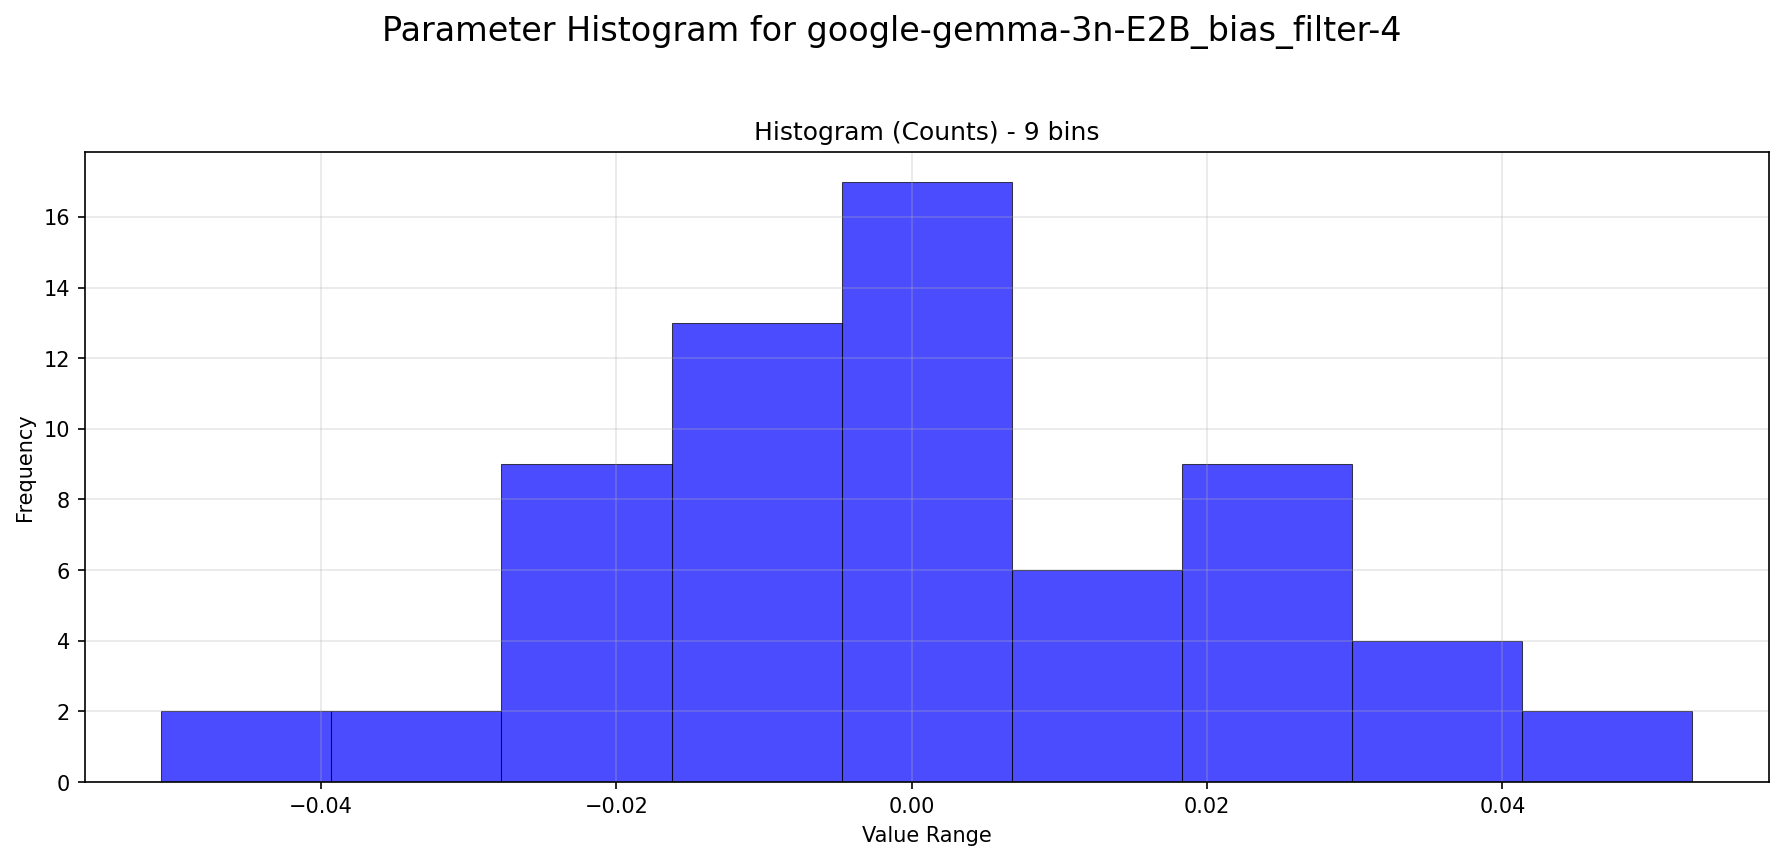 Parameter Histogram for google-gemma-3n-E2B_bias_filter-4
Histogram (Counts) - 9 bins
Frequency
16
14
12
10
8
6
4
2
0
−0.04 −0.02 0.00 0.02 0.04
Value Range